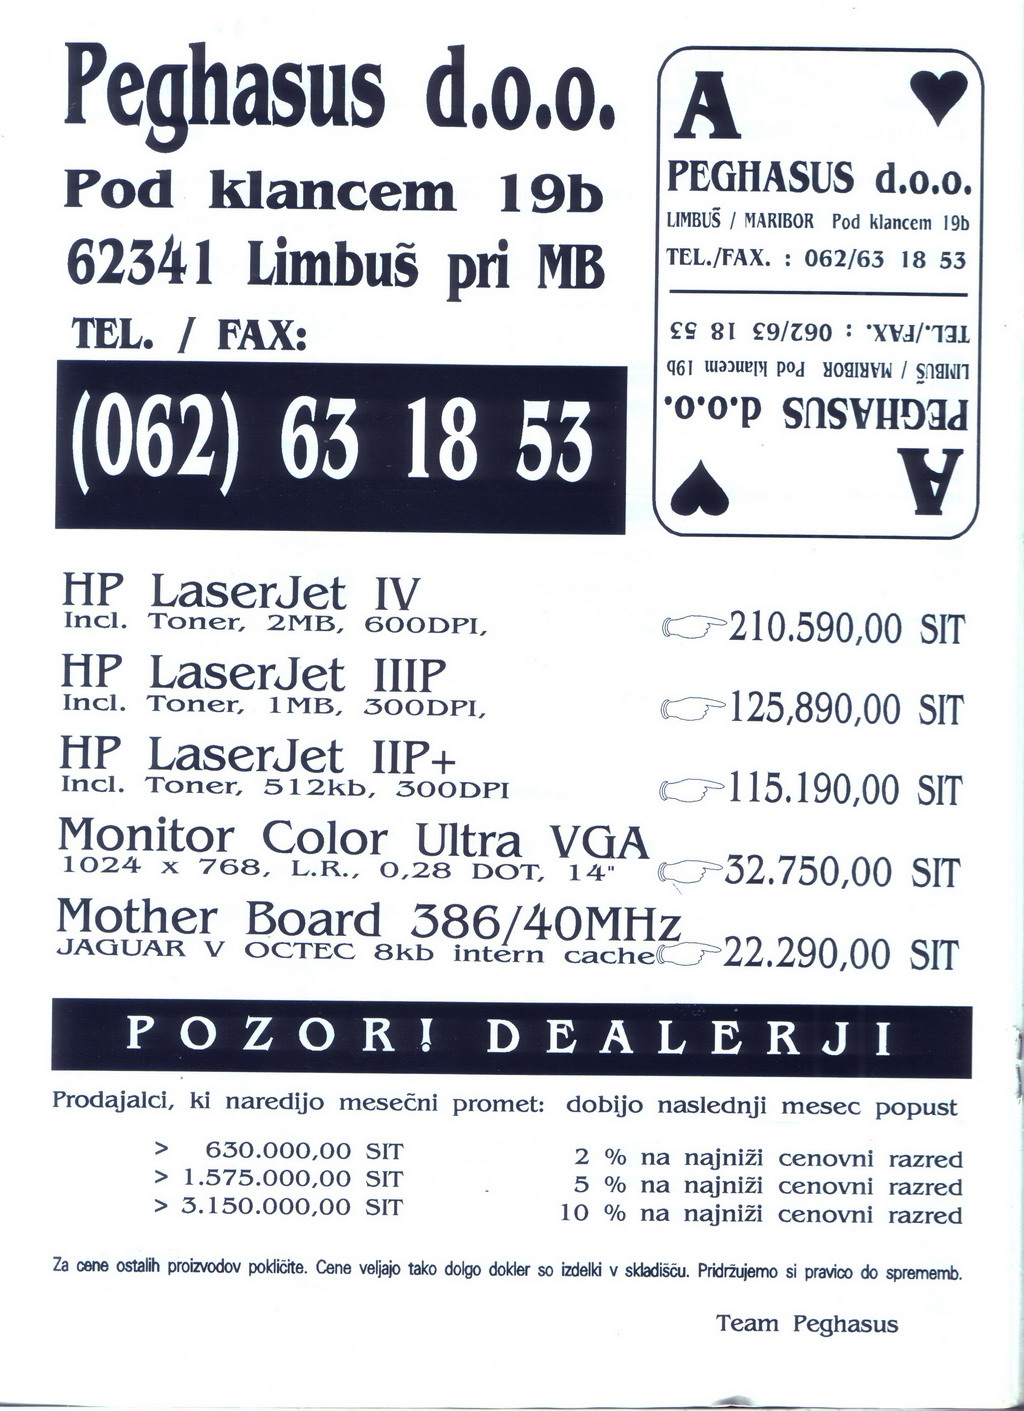 Peghasus d.o.o.
Pod klancem 19b
62341 Limbuš pri MB
TEL. / FAX:
(062) 63 18 53
A
PEGHASUS d.o.o.
LIMBUŠ / MARIBOR Pod klancem 19b
TEL./FAX. : 062/63 18 53
TEL./FAX. : 062/63 18 53
LIMBUŠ / MARIBOR Pod klancem 19b
PEGHASUS d.o.o.
A
HP LaserJet IV
Incl. Toner, 2MB, 600DPI, 210.590,00 SIT
HP LaserJet IIIP
Incl. Toner, 1MB, 300DPI, 125,890,00 SIT
HP LaserJet IIP+
Incl. Toner, 512kb, 300DPI 115.190,00 SIT
Monitor Color Ultra VGA
1024 x 768, L.R., 0,28 DOT, 14" 32.750,00 SIT
Mother Board 386/40MHz
JAGUAR V OCTEC 8kb intern cache 22.290,00 SIT
POZOR! DEALERJI
Prodajalci, ki naredijo mesečni promet: dobijo naslednji mesec popust
> 630.000,00 SIT 2 % na najniži cenovni razred
> 1.575.000,00 SIT 5 % na najniži cenovni razred
> 3.150.000,00 SIT 10 % na najniži cenovni razred
Za cene ostalih proizvodov pokličite. Cene veljajo tako dolgo dokler so izdelki v skladišču. Pridržujemo si pravico do sprememb.
Team Peghasus